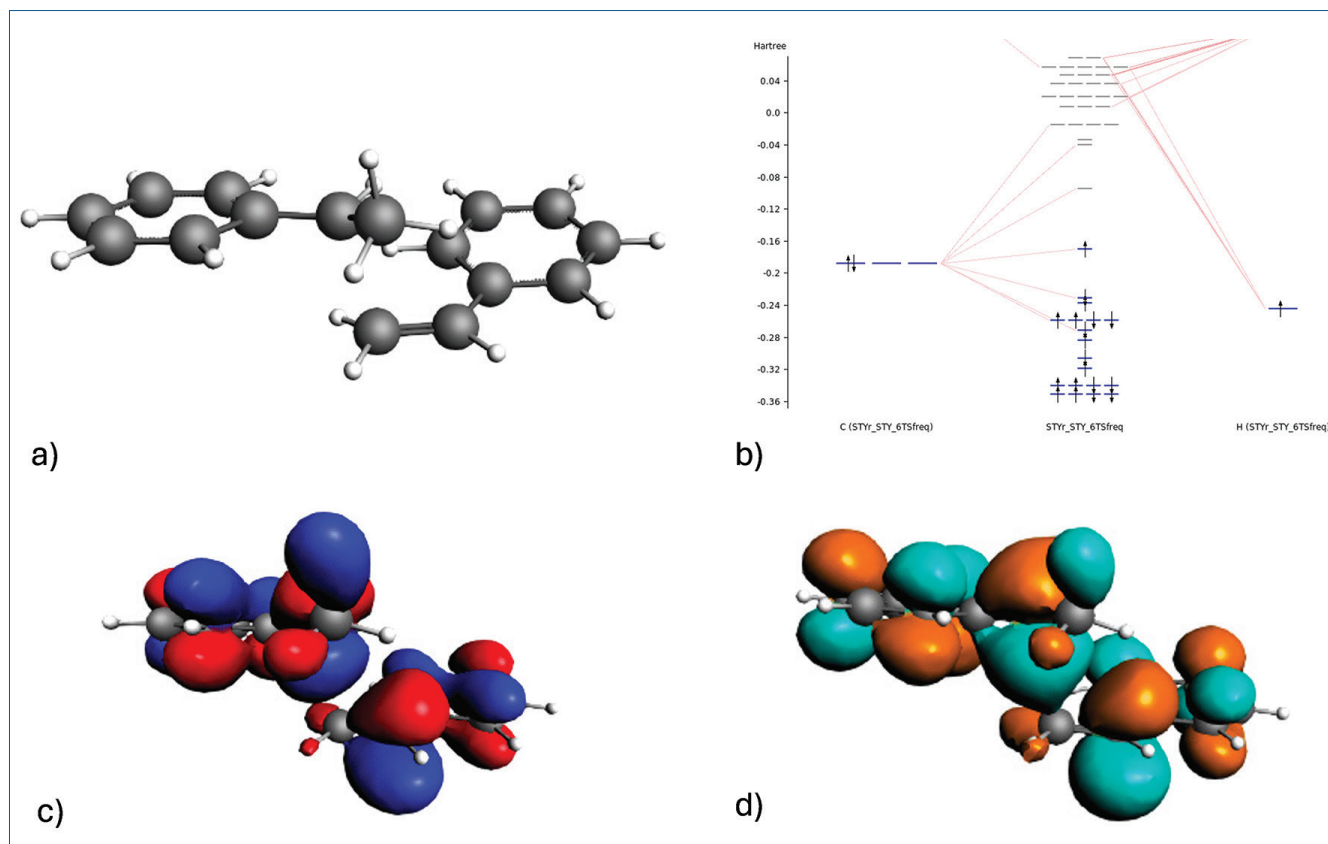 a)
Hartree
0.04
0.0
-0.04
-0.08
-0.12
-0.16
-0.2
-0.24
-0.28
-0.32
-0.36
C (STYr_STY_6TSfreq)
STYr_STY_6TSfreq
H (STYr_STY_6TSfreq)
b)
c)
d)